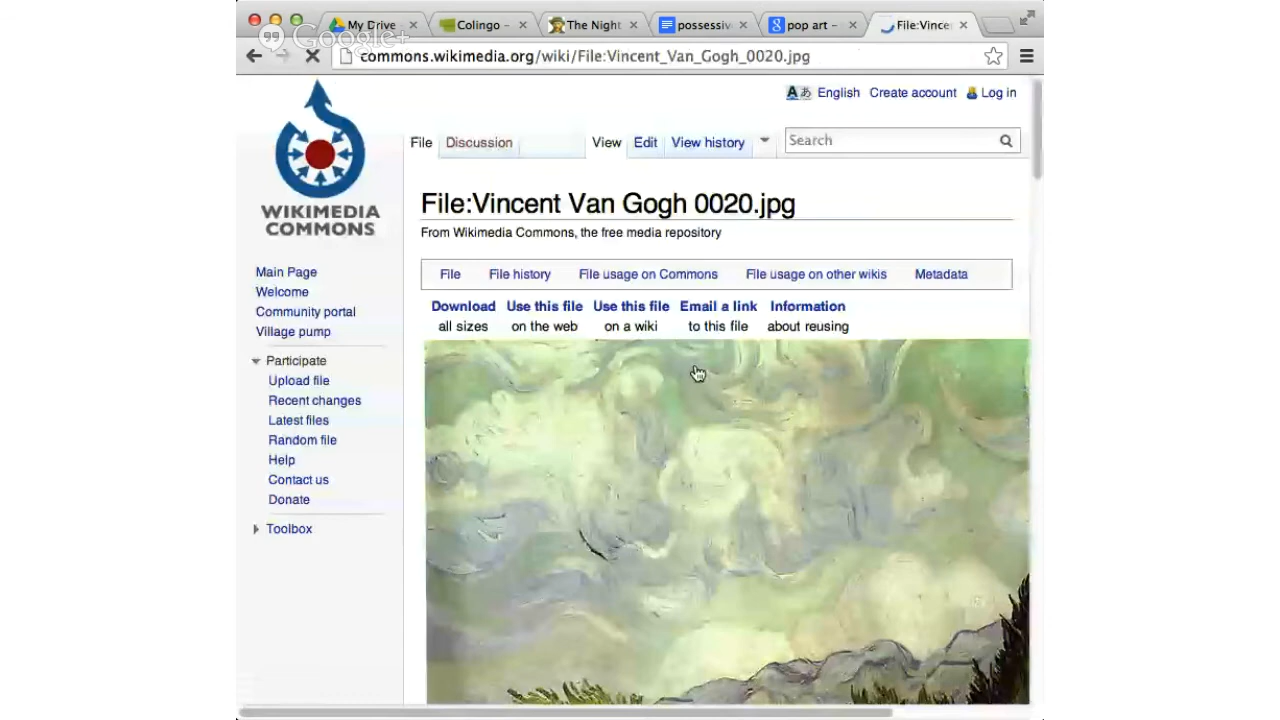 My Drive
Colingo –
The Night
possessiv
pop art –
File:Vince
Google+
commons.wikimedia.org/wiki/File:Vincent_Van_Gogh_0020.jpg
English Create account Log in
File Discussion View Edit View history Search
WIKIMEDIA
COMMONS
File:Vincent Van Gogh 0020.jpg
From Wikimedia Commons, the free media repository
File File history File usage on Commons File usage on other wikis Metadata
Download Use this file Use this file Email a link Information
all sizes on the web on a wiki to this file about reusing
Main Page
Welcome
Community portal
Village pump
Participate
Upload file
Recent changes
Latest files
Random file
Help
Contact us
Donate
Toolbox